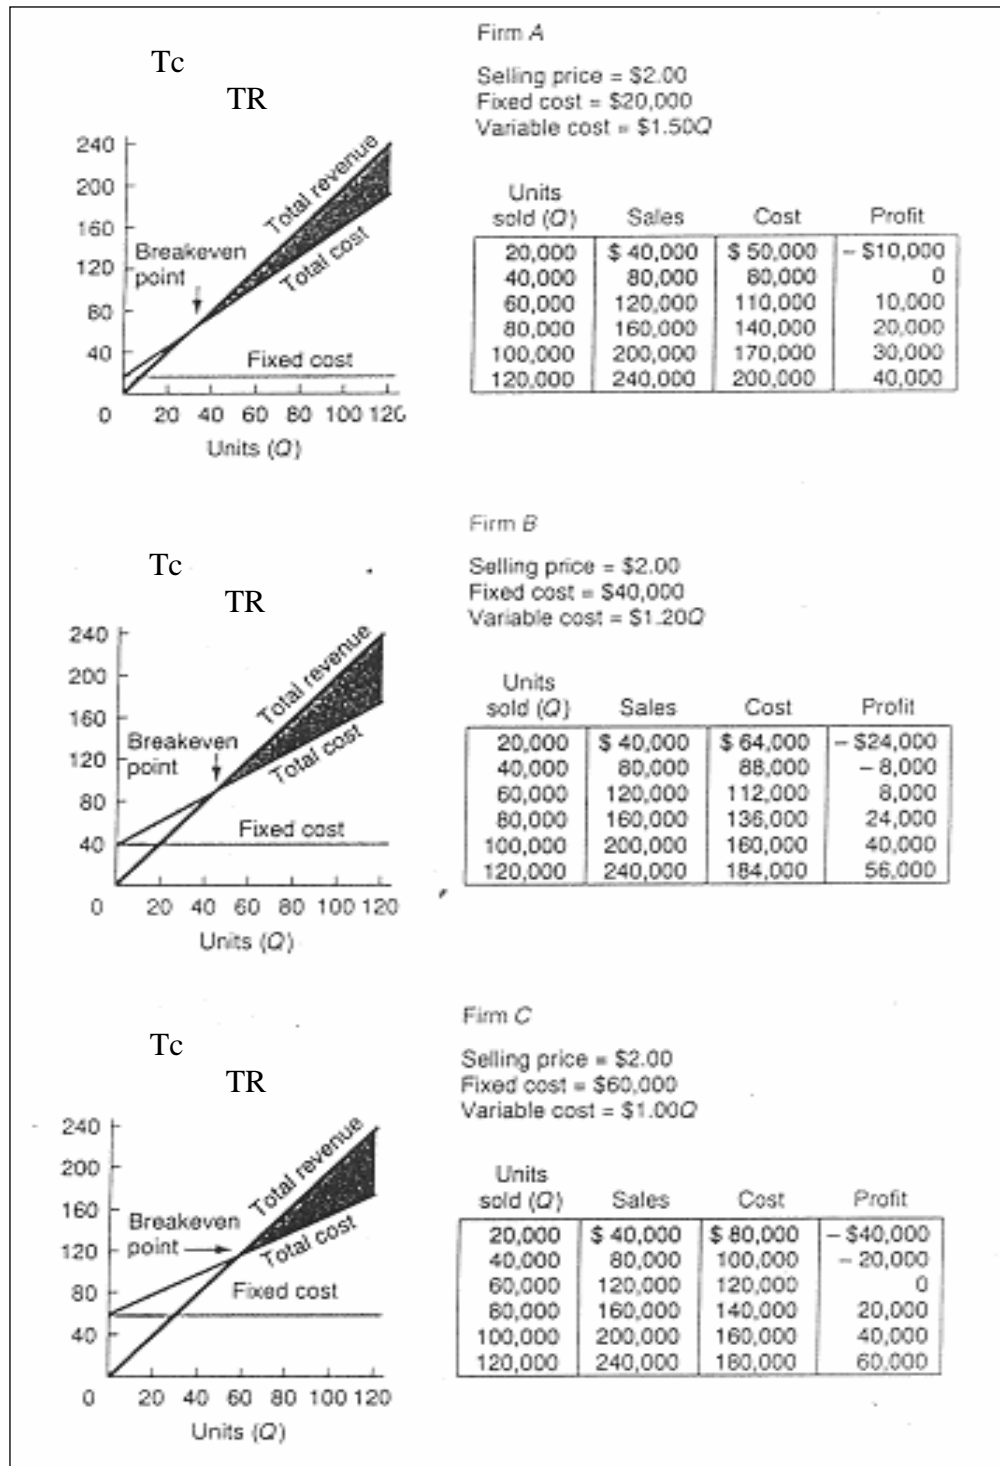 Firm A
Tc
Selling price = $2.00
TR
Fixed cost = $20,000
Variable cost = $1.50Q
240
200
160
120
80
40
Total revenue
Total cost
Breakeven
point
Fixed cost
0 20 40 60 80 100 120
Units (Q)
Units
sold (Q) Sales Cost Profit
20,000 $ 40,000 $ 50,000 – $10,000
40,000 80,000 80,000 0
60,000 120,000 110,000 10,000
80,000 160,000 140,000 20,000
100,000 200,000 170,000 30,000
120,000 240,000 200,000 40,000
Firm B
Tc
Selling price = $2.00
TR
Fixed cost = $40,000
Variable cost = $1.20Q
240
200
160
120
80
40
Total revenue
Total cost
Breakeven
point
Fixed cost
0 20 40 60 80 100 120
Units (Q)
Units
sold (Q) Sales Cost Profit
20,000 $ 40,000 $ 64,000 – $24,000
40,000 80,000 88,000 – 8,000
60,000 120,000 112,000 8,000
80,000 160,000 136,000 24,000
100,000 200,000 160,000 40,000
120,000 240,000 184,000 56,000
Firm C
Tc
Selling price = $2.00
TR
Fixed cost = $60,000
Variable cost = $1.00Q
240
200
160
120
80
40
Total revenue
Total cost
Breakeven
point
Fixed cost
0 20 40 60 80 100 120
Units (Q)
Units
sold (Q) Sales Cost Profit
20,000 $ 40,000 $ 80,000 – $40,000
40,000 80,000 100,000 – 20,000
60,000 120,000 120,000 0
80,000 160,000 140,000 20,000
100,000 200,000 160,000 40,000
120,000 240,000 180,000 60,000